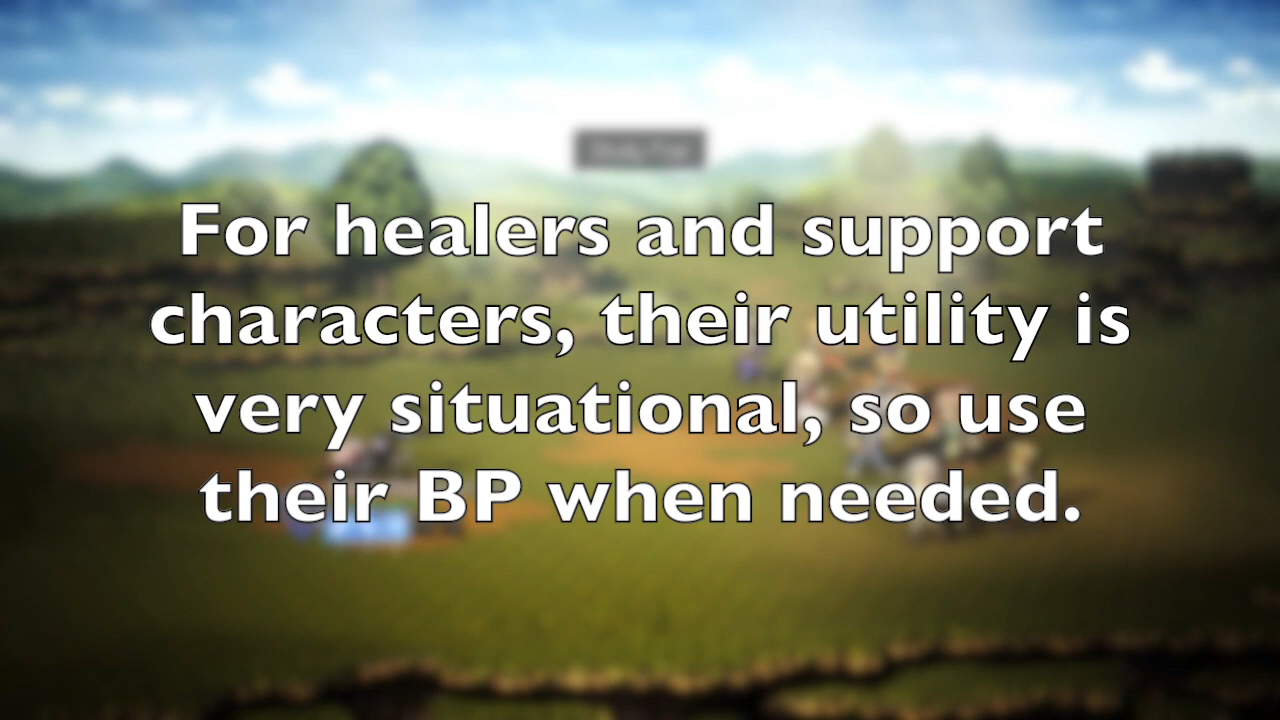 For healers and support
characters, their utility is
very situational, so use
their BP when needed.